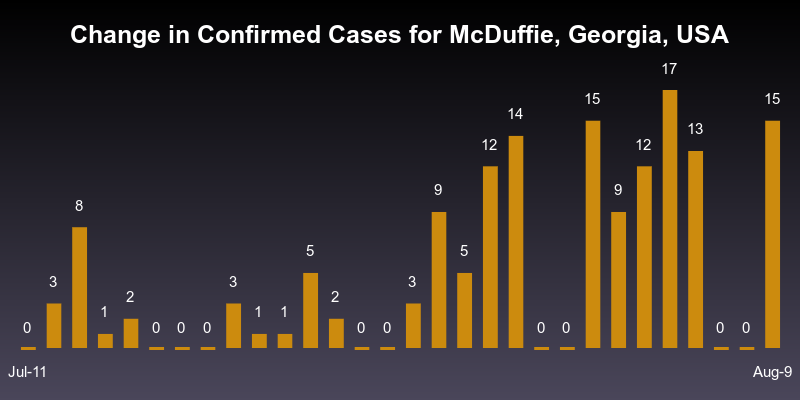 Change in Confirmed Cases for McDuffie, Georgia, USA
0 3 8 1 2 0 0 0 3 1 1 5 2 0 0 3 9 5 12 14 0 0 15 9 12 17 13 0 0 15
Jul-11 Aug-9